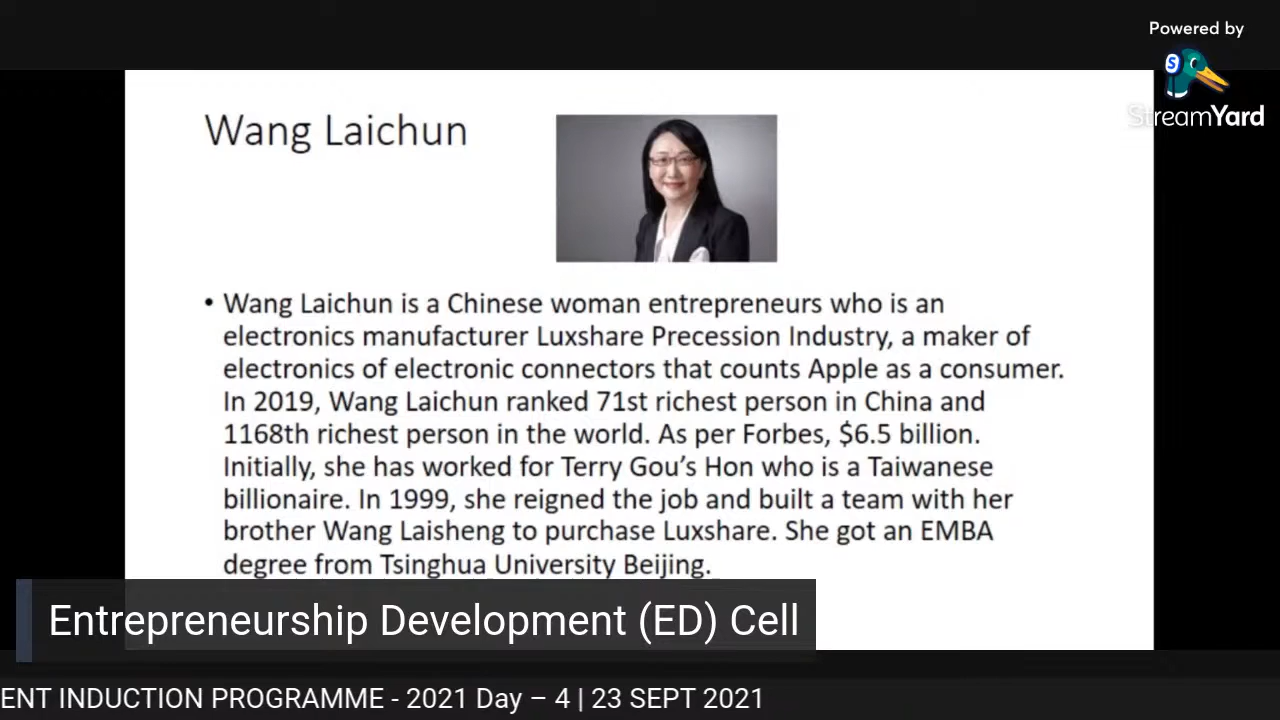 Powered by
StreamYard
Wang Laichun
• Wang Laichun is a Chinese woman entrepreneurs who is an
electronics manufacturer Luxshare Precession Industry, a maker of
electronics of electronic connectors that counts Apple as a consumer.
In 2019, Wang Laichun ranked 71st richest person in China and
1168th richest person in the world. As per Forbes, $6.5 billion.
Initially, she has worked for Terry Gou’s Hon who is a Taiwanese
billionaire. In 1999, she reigned the job and built a team with her
brother Wang Laisheng to purchase Luxshare. She got an EMBA
degree from Tsinghua University Beijing.
Entrepreneurship Development (ED) Cell
ENT INDUCTION PROGRAMME - 2021 Day – 4 | 23 SEPT 2021